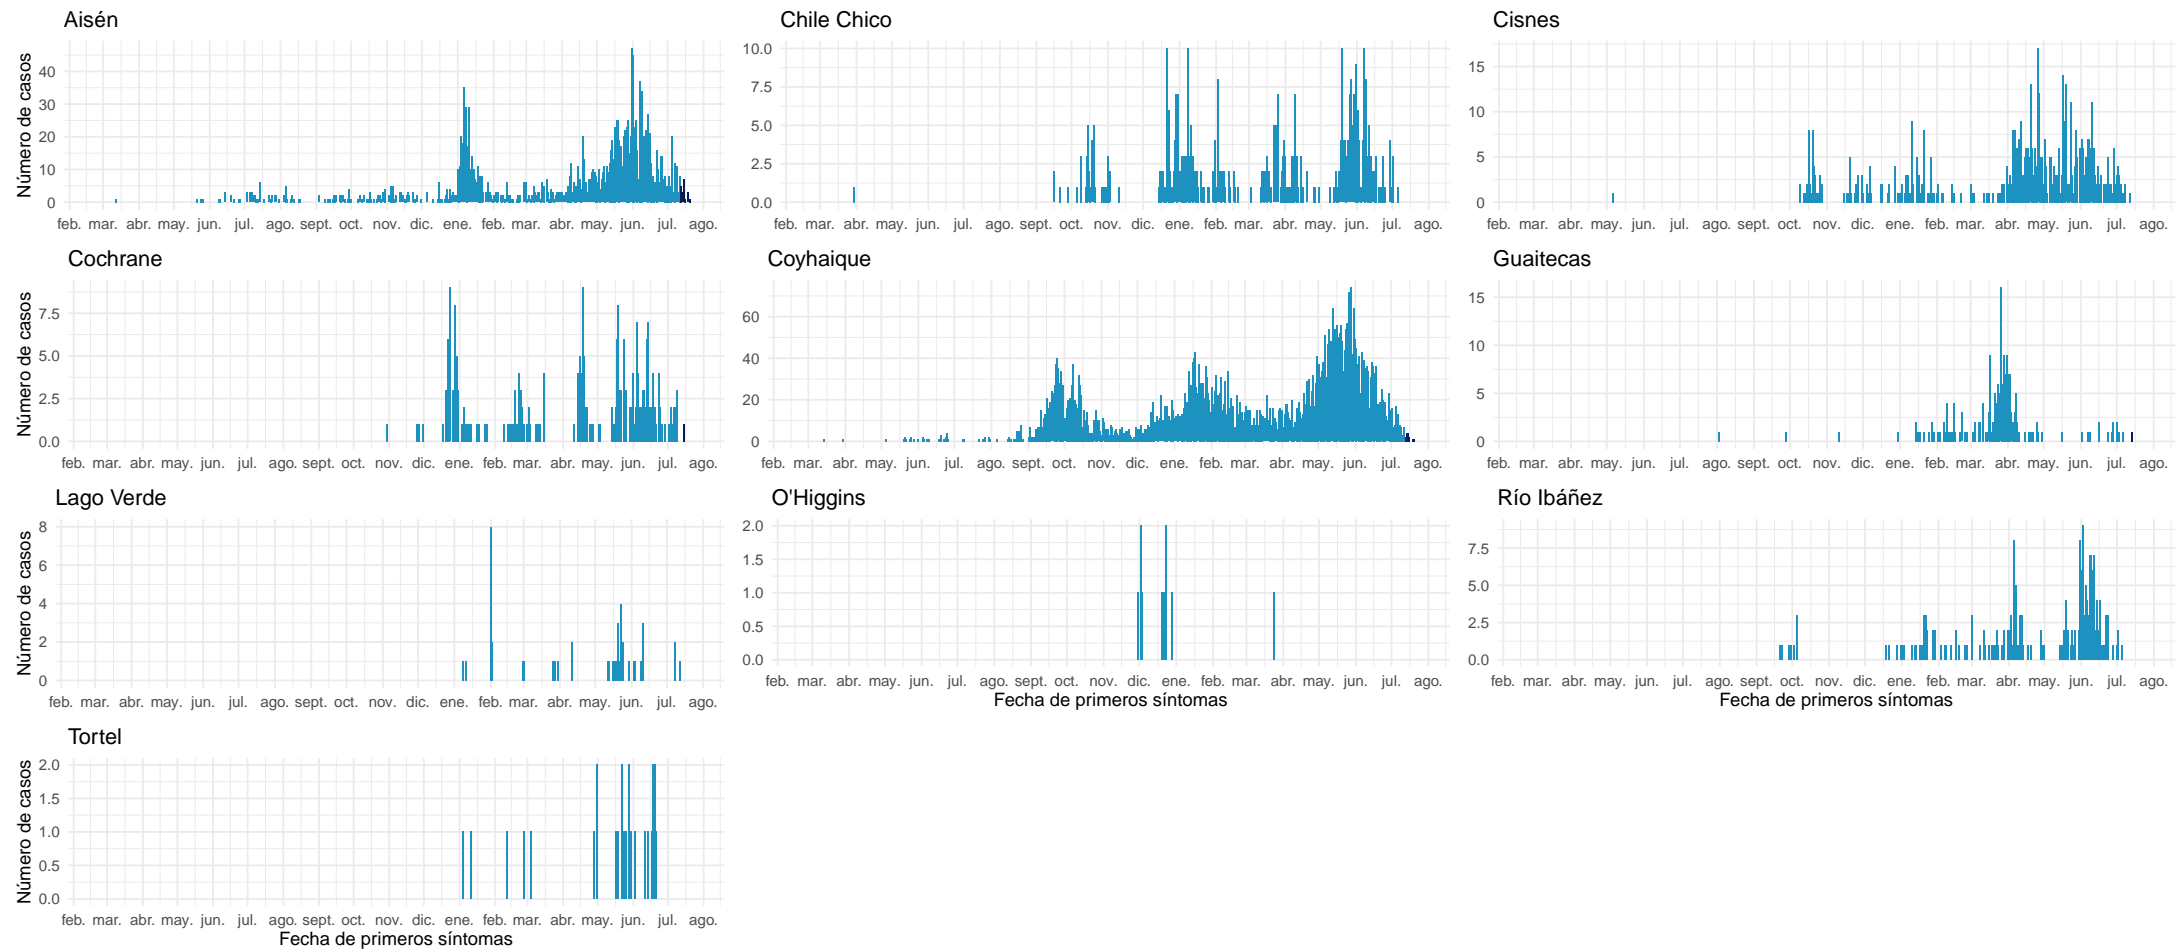 Aisén
Número de casos
40
30
20
10
0
feb. mar. abr. may. jun. jul. ago. sept. oct. nov. dic. ene. feb. mar. abr. may. jun. jul. ago.
Chile Chico
10.0
7.5
5.0
2.5
0.0
feb. mar. abr. may. jun. jul. ago. sept. oct. nov. dic. ene. feb. mar. abr. may. jun. jul. ago.
Cisnes
15
10
5
0
feb. mar. abr. may. jun. jul. ago. sept. oct. nov. dic. ene. feb. mar. abr. may. jun. jul. ago.
Cochrane
Número de casos
7.5
5.0
2.5
0.0
feb. mar. abr. may. jun. jul. ago. sept. oct. nov. dic. ene. feb. mar. abr. may. jun. jul. ago.
Coyhaique
60
40
20
0
feb. mar. abr. may. jun. jul. ago. sept. oct. nov. dic. ene. feb. mar. abr. may. jun. jul. ago.
Guaitecas
15
10
5
0
feb. mar. abr. may. jun. jul. ago. sept. oct. nov. dic. ene. feb. mar. abr. may. jun. jul. ago.
Lago Verde
Número de casos
8
6
4
2
0
feb. mar. abr. may. jun. jul. ago. sept. oct. nov. dic. ene. feb. mar. abr. may. jun. jul. ago.
O'Higgins
2.0
1.5
1.0
0.5
0.0
feb. mar. abr. may. jun. jul. ago. sept. oct. nov. dic. ene. feb. mar. abr. may. jun. jul. ago.
Fecha de primeros síntomas
Río Ibáñez
7.5
5.0
2.5
0.0
feb. mar. abr. may. jun. jul. ago. sept. oct. nov. dic. ene. feb. mar. abr. may. jun. jul. ago.
Fecha de primeros síntomas
Tortel
Número de casos
2.0
1.5
1.0
0.5
0.0
feb. mar. abr. may. jun. jul. ago. sept. oct. nov. dic. ene. feb. mar. abr. may. jun. jul. ago.
Fecha de primeros síntomas